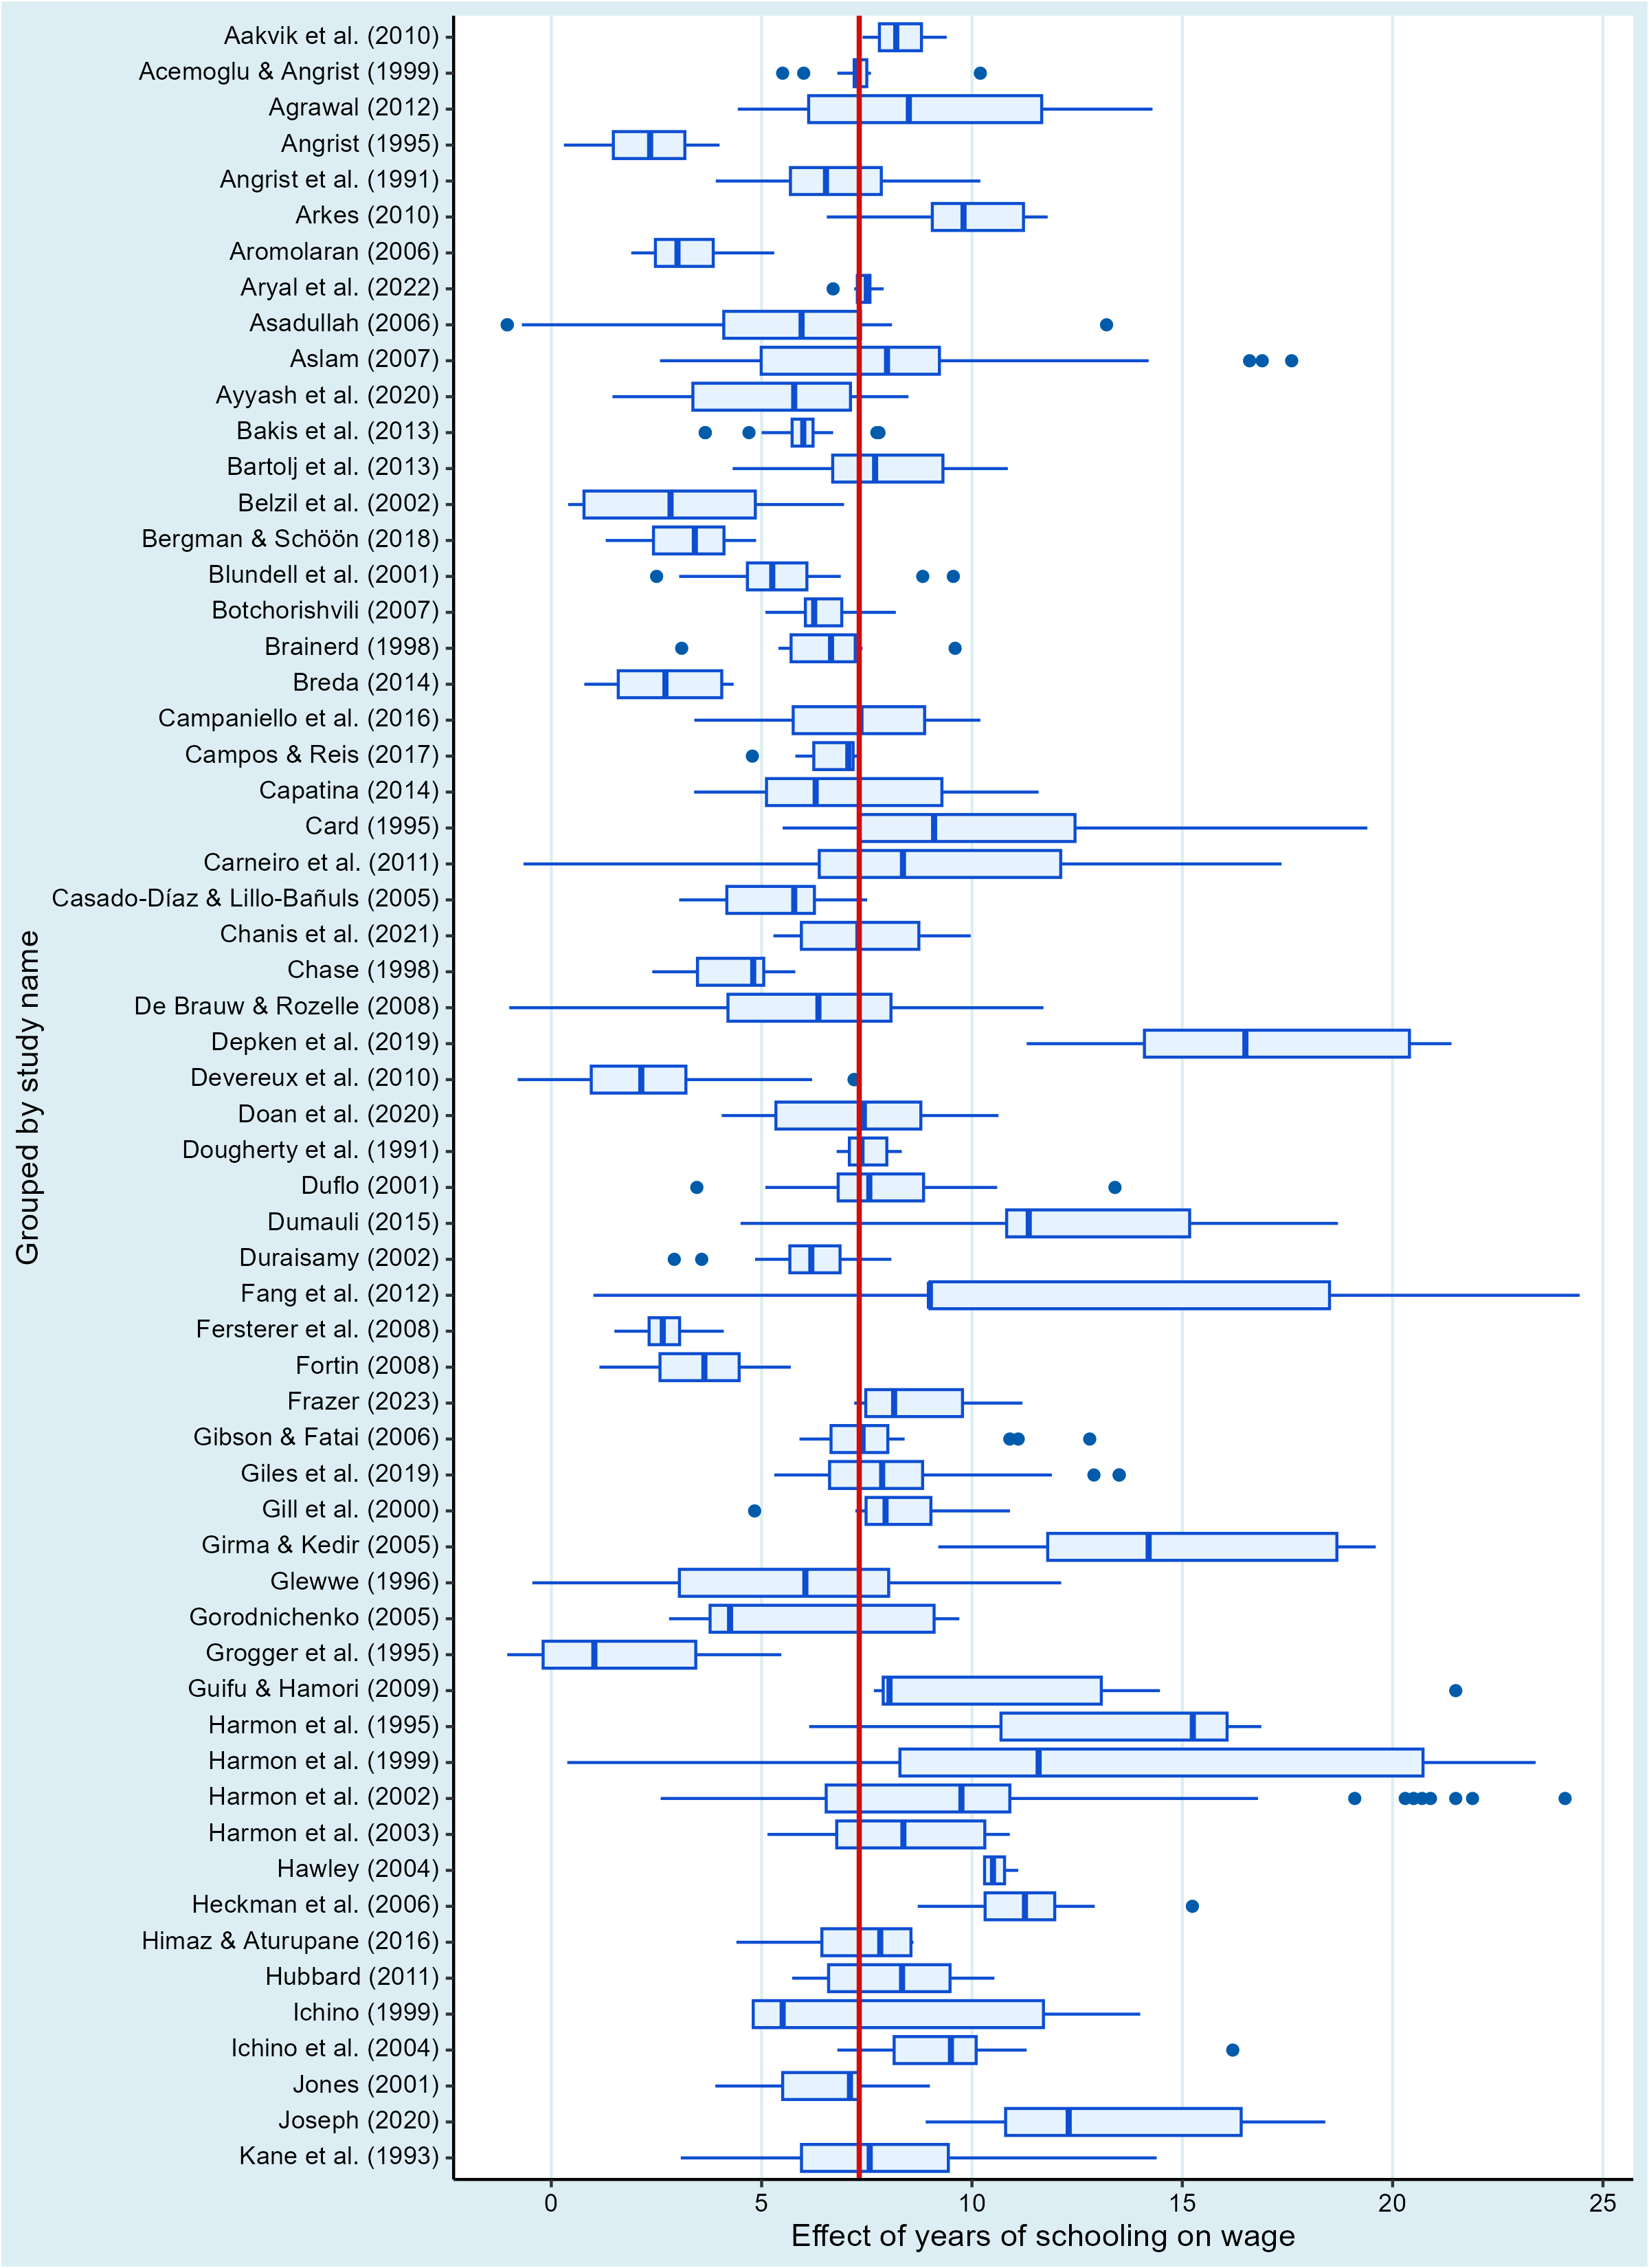 Aakvik et al. (2010)
Acemoglu & Angrist (1999)
Agrawal (2012)
Angrist (1995)
Angrist et al. (1991)
Arkes (2010)
Aromolaran (2006)
Aryal et al. (2022)
Asadullah (2006)
Aslam (2007)
Ayyash et al. (2020)
Bakis et al. (2013)
Bartolj et al. (2013)
Belzil et al. (2002)
Bergman & Schöön (2018)
Blundell et al. (2001)
Botchorishvili (2007)
Brainerd (1998)
Breda (2014)
Campaniello et al. (2016)
Campos & Reis (2017)
Capatina (2014)
Card (1995)
Carneiro et al. (2011)
Casado-Díaz & Lillo-Bañuls (2005)
Chanis et al. (2021)
Chase (1998)
De Brauw & Rozelle (2008)
Depken et al. (2019)
Devereux et al. (2010)
Doan et al. (2020)
Dougherty et al. (1991)
Duflo (2001)
Dumauli (2015)
Duraisamy (2002)
Fang et al. (2012)
Fersterer et al. (2008)
Fortin (2008)
Frazer (2023)
Gibson & Fatai (2006)
Giles et al. (2019)
Gill et al. (2000)
Girma & Kedir (2005)
Glewwe (1996)
Gorodnichenko (2005)
Grogger et al. (1995)
Guifu & Hamori (2009)
Harmon et al. (1995)
Harmon et al. (1999)
Harmon et al. (2002)
Harmon et al. (2003)
Hawley (2004)
Heckman et al. (2006)
Himaz & Aturupane (2016)
Hubbard (2011)
Ichino (1999)
Ichino et al. (2004)
Jones (2001)
Joseph (2020)
Kane et al. (1993)
Grouped by study name
0 5 10 15 20 25
Effect of years of schooling on wage